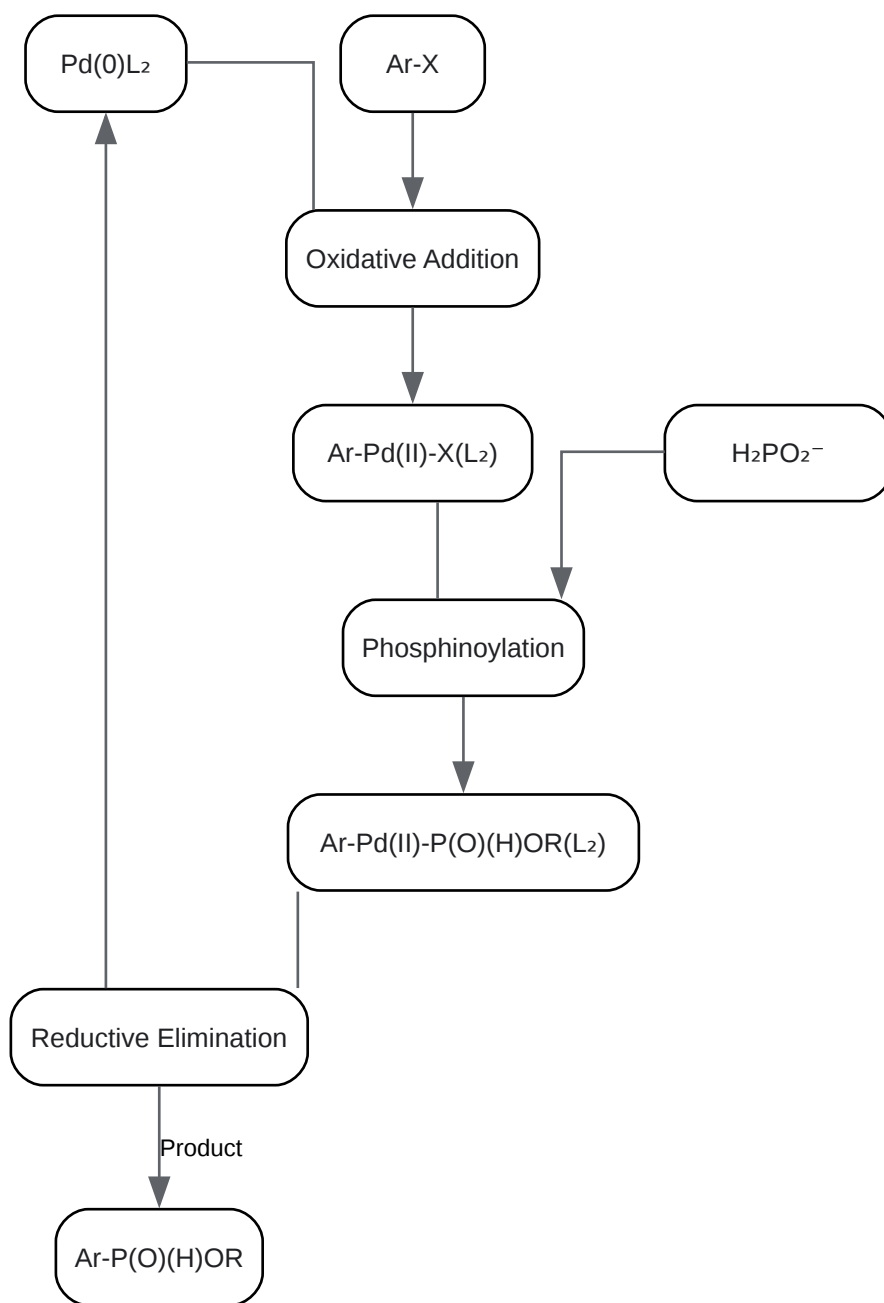 Pd(0)L₂
Ar-X
Oxidative Addition
Ar-Pd(II)-X(L₂)
H₂PO₂⁻
Phosphinoylation
Ar-Pd(II)-P(O)(H)OR(L₂)
Reductive Elimination
Product
Ar-P(O)(H)OR